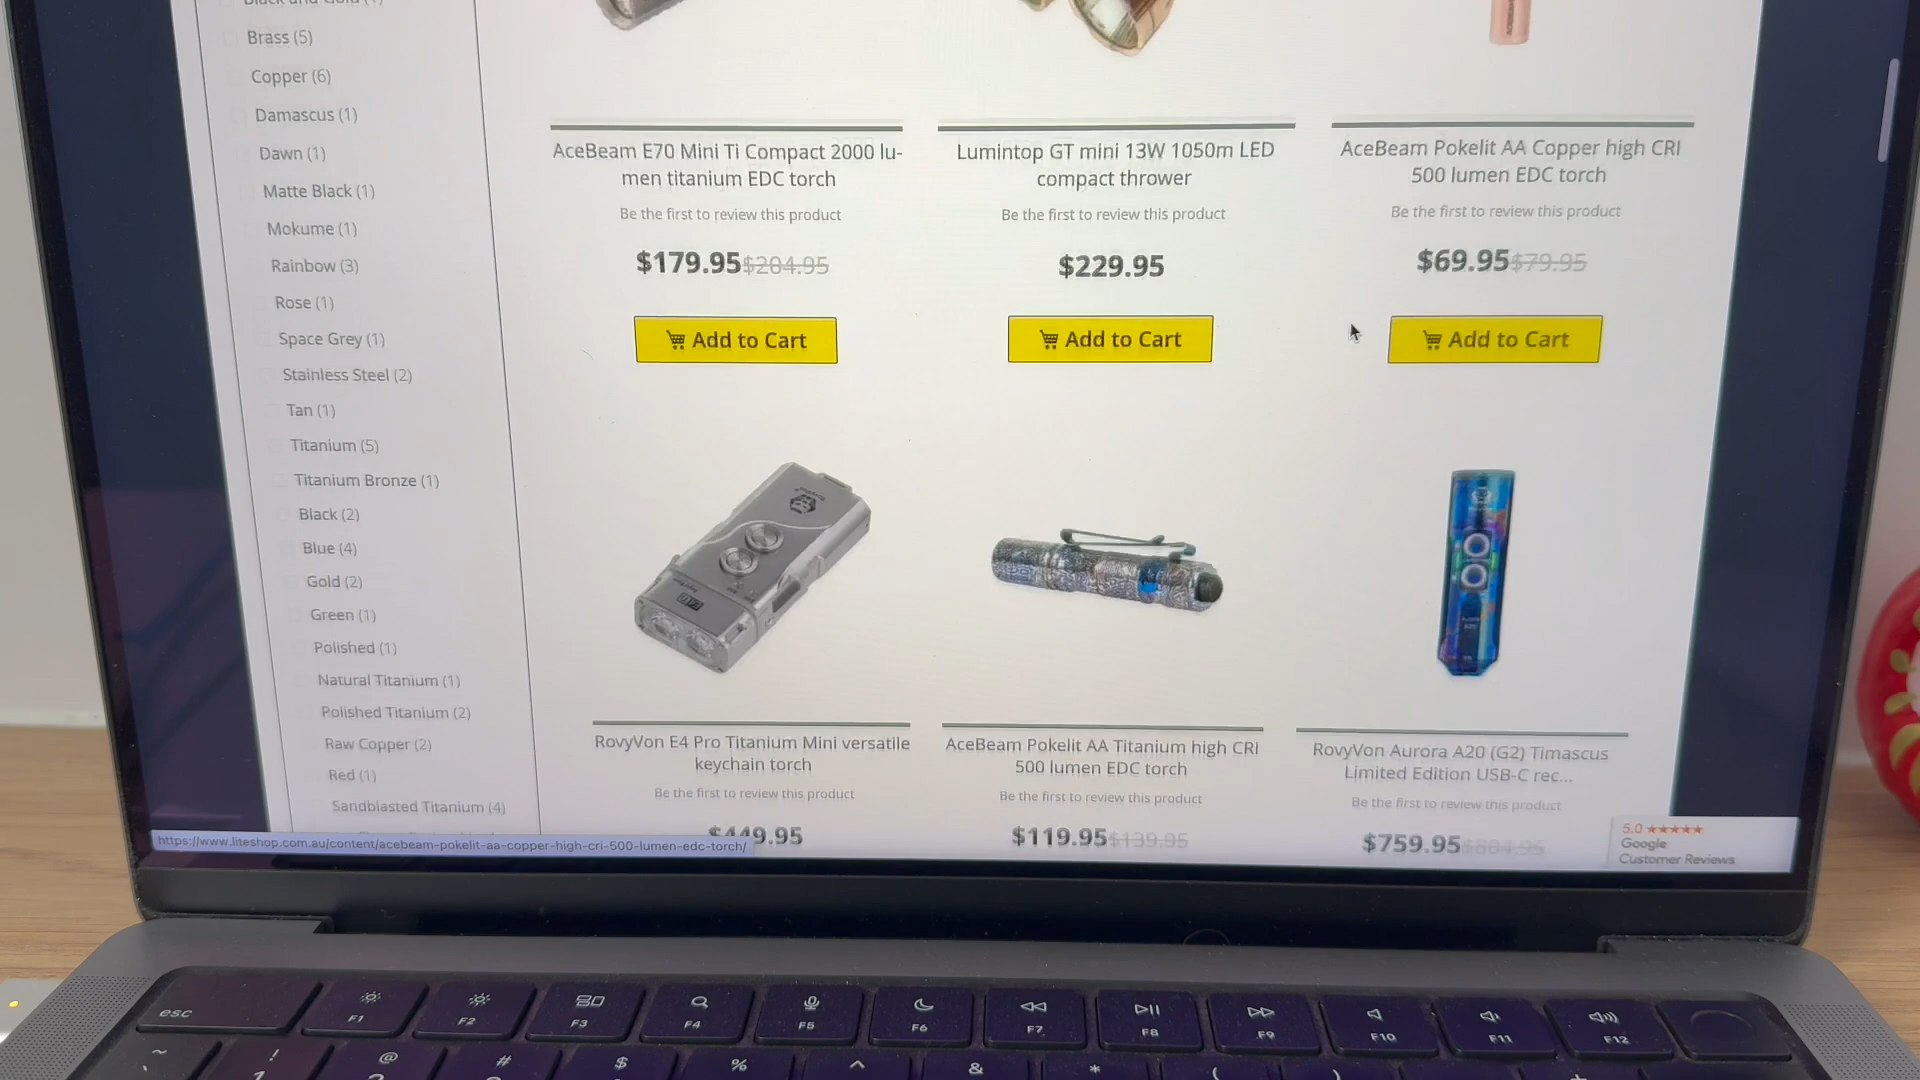 Brass (5)
Copper (6)
Damascus (1)
Dawn (1)
Matte Black (1)
Mokume (1)
Rainbow (3)
Rose (1)
Space Grey (1)
Stainless Steel (2)
Tan (1)
Titanium (5)
Titanium Bronze (1)
Black (2)
Blue (4)
Gold (2)
Green (1)
Polished (1)
Natural Titanium (1)
Polished Titanium (2)
Raw Copper (2)
Red (1)
Sandblasted Titanium (4)
AceBeam E70 Mini Ti Compact 2000 lu-
men titanium EDC torch
Be the first to review this product
$179.95 $204.95
Add to Cart
Lumintop GT mini 13W 1050m LED
compact thrower
Be the first to review this product
$229.95
Add to Cart
AceBeam Pokelit AA Copper high CRI
500 lumen EDC torch
Be the first to review this product
$69.95 $79.95
Add to Cart
RovyVon E4 Pro Titanium Mini versatile
keychain torch
Be the first to review this product
$449.95
AceBeam Pokelit AA Titanium high CRI
500 lumen EDC torch
Be the first to review this product
$119.95 $139.95
RovyVon Aurora A20 (G2) Timascus
Limited Edition USB-C rec...
Be the first to review this product
$759.95
5.0 ★★★★★
Google
Customer Reviews
https://www.liteshop.com.au/content/acebeam-pokelit-aa-copper-high-cri-500-lumen-edc-torch/
esc
F1
F2
F3
F4
F5
F6
F7
F8
F9
F10
F11
F12
~
!
@
#
$
%
^
&
*
(
)